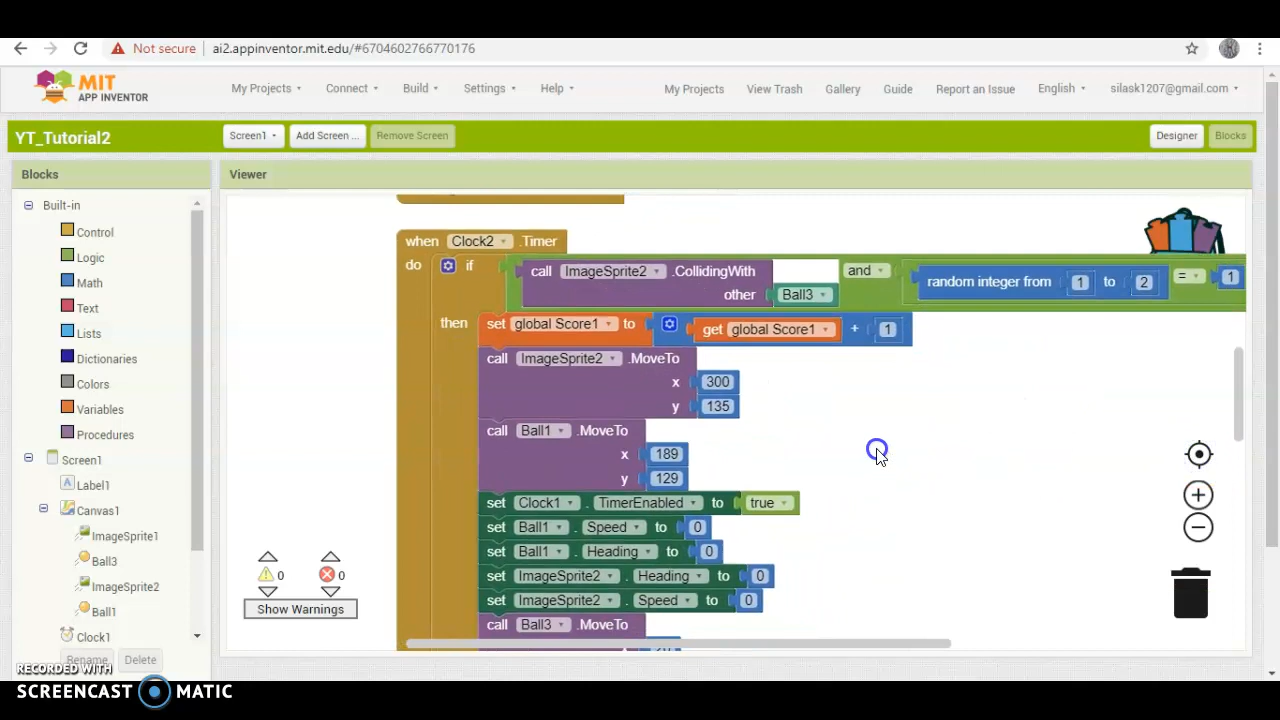 Not secure | ai2.appinventor.mit.edu/#6704602766770176
MIT
APP INVENTOR
My Projects Connect Build Settings Help My Projects View Trash Gallery Guide Report an Issue English silask1207@gmail.com
YT_Tutorial2 Screen1 Add Screen ... Remove Screen Designer Blocks
Blocks
Viewer
Built-in
Control
Logic
Math
Text
Lists
Dictionaries
Colors
Variables
Procedures
Screen1
Label1
Canvas1
ImageSprite1
Ball3
ImageSprite2
Ball1
Clock1
Rename Delete
when Clock2 .Timer
do if call ImageSprite2 .CollidingWith and random integer from 1 to 2 = 1
other Ball3
then set global Score1 to get global Score1 + 1
call ImageSprite2 .MoveTo
x 300
y 135
call Ball1 .MoveTo
x 189
y 129
set Clock1 . TimerEnabled to true
set Ball1 . Speed to 0
set Ball1 . Heading to 0
set ImageSprite2 . Heading to 0
set ImageSprite2 . Speed to 0
call Ball3 .MoveTo
0 0
Show Warnings
RECORDED WITH
SCREENCAST MATIC